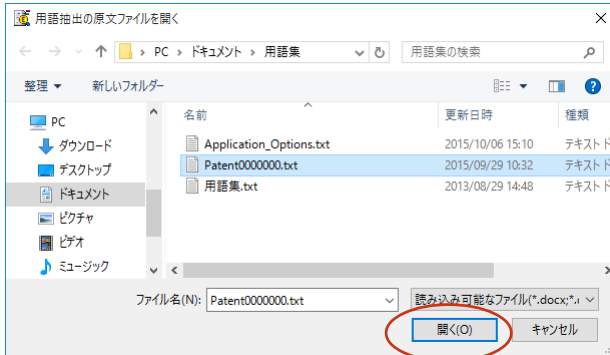 用語抽出の原文ファイルを開く
PC › ドキュメント › 用語集
用語集の検索
整理
新しいフォルダー
PC
ダウンロード
デスクトップ
ドキュメント
ピクチャ
ビデオ
ミュージック
名前 更新日時 種類
Application_Options.txt 2015/10/06 15:10 テキスト ド
Patent0000000.txt 2015/09/29 10:32 テキスト ド
用語集.txt 2013/08/29 14:48 テキスト ド
ファイル名(N): Patent0000000.txt
読み込み可能なファイル(*.docx;*.
開く(O) キャンセル